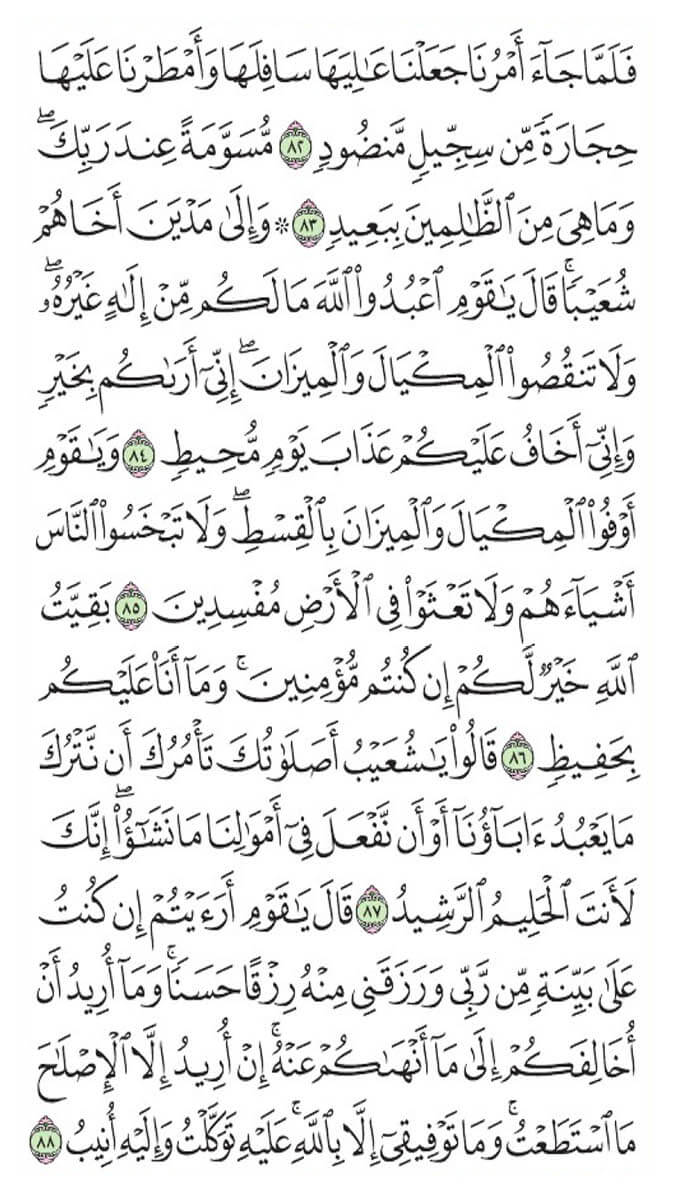 فَلَمَّا جَآءَ أَمْرُنَا جَعَلْنَا عَٰلِيَهَا سَافِلَهَا وَأَمْطَرْنَا عَلَيْهَا
حِجَارَةً مِّن سِجِّيلٍ مَّنضُودٍ ٨٢ مُّسَوَّمَةً عِندَ رَبِّكَۖ
وَمَا هِىَ مِنَ ٱلظَّٰلِمِينَ بِبَعِيدٍ ٨٣ ۞ وَإِلَىٰ مَدْيَنَ أَخَاهُمْ
شُعَيْبًاۚ قَالَ يَٰقَوْمِ ٱعْبُدُوا۟ ٱللَّهَ مَا لَكُم مِّنْ إِلَٰهٍ غَيْرُهُۥۖ
وَلَا تَنقُصُوا۟ ٱلْمِكْيَالَ وَٱلْمِيزَانَۖ إِنِّىٓ أَرَىٰكُم بِخَيْرٍ
وَإِنِّىٓ أَخَافُ عَلَيْكُمْ عَذَابَ يَوْمٍ مُّحِيطٍ ٨٤ وَيَٰقَوْمِ
أَوْفُوا۟ ٱلْمِكْيَالَ وَٱلْمِيزَانَ بِٱلْقِسْطِۖ وَلَا تَبْخَسُوا۟ ٱلنَّاسَ
أَشْيَآءَهُمْ وَلَا تَعْثَوْا۟ فِى ٱلْأَرْضِ مُفْسِدِينَ ٨٥ بَقِيَّتُ
ٱللَّهِ خَيْرٌ لَّكُمْ إِن كُنتُم مُّؤْمِنِينَۚ وَمَآ أَنَا۠ عَلَيْكُم
بِحَفِيظٍ ٨٦ قَالُوا۟ يَٰشُعَيْبُ أَصَلَوٰتُكَ تَأْمُرُكَ أَن نَّتْرُكَ
مَا يَعْبُدُ ءَابَآؤُنَآ أَوْ أَن نَّفْعَلَ فِىٓ أَمْوَٰلِنَا مَا نَشَٰٓؤُا۟ۖ إِنَّكَ
لَأَنتَ ٱلْحَلِيمُ ٱلرَّشِيدُ ٨٧ قَالَ يَٰقَوْمِ أَرَءَيْتُمْ إِن كُنتُ
عَلَىٰ بَيِّنَةٍ مِّن رَّبِّى وَرَزَقَنِى مِنْهُ رِزْقًا حَسَنًاۚ وَمَآ أُرِيدُ أَنْ
أُخَالِفَكُمْ إِلَىٰ مَآ أَنْهَىٰكُمْ عَنْهُۚ إِنْ أُرِيدُ إِلَّا ٱلْإِصْلَٰحَ
مَا ٱسْتَطَعْتُۚ وَمَا تَوْفِيقِىٓ إِلَّا بِٱللَّهِۚ عَلَيْهِ تَوَكَّلْتُ وَإِلَيْهِ أُنِيبُ ٨٨